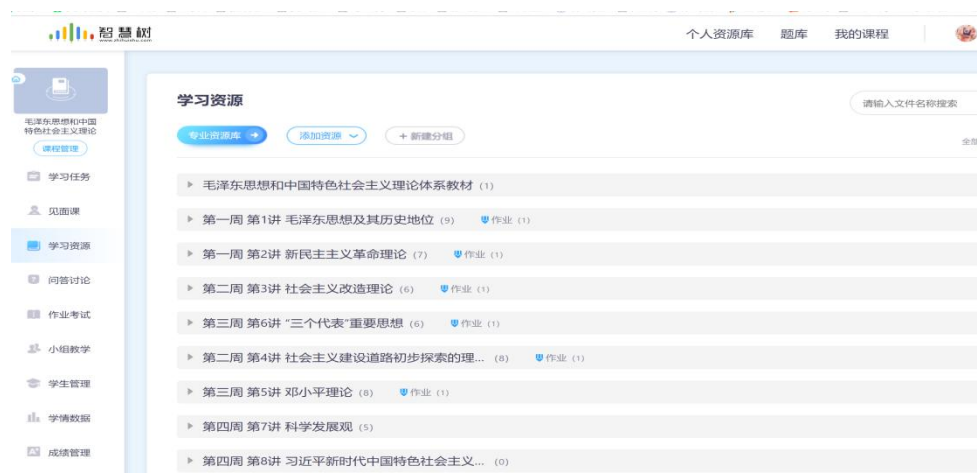 智慧树
www.zhihuishu.com
个人资源库 题库 我的课程
毛泽东思想和中国
特色社会主义理论
课程管理
学习任务
见面课
学习资源
问答讨论
作业考试
小组教学
学生管理
学情数据
成绩管理
学习资源
请输入文件名称搜索
专业资源库 添加资源 + 新建分组
毛泽东思想和中国特色社会主义理论体系教材 (1)
第一周 第1讲 毛泽东思想及其历史地位 (9) 作业 (1)
第一周 第2讲 新民主主义革命理论 (7) 作业 (1)
第二周 第3讲 社会主义改造理论 (6) 作业 (1)
第三周 第6讲 “三个代表”重要思想 (6) 作业 (1)
第二周 第4讲 社会主义建设道路初步探索的理... (8) 作业 (1)
第三周 第5讲 邓小平理论 (8) 作业 (1)
第四周 第7讲 科学发展观 (5)
第四周 第8讲 习近平新时代中国特色社会主义... (0)